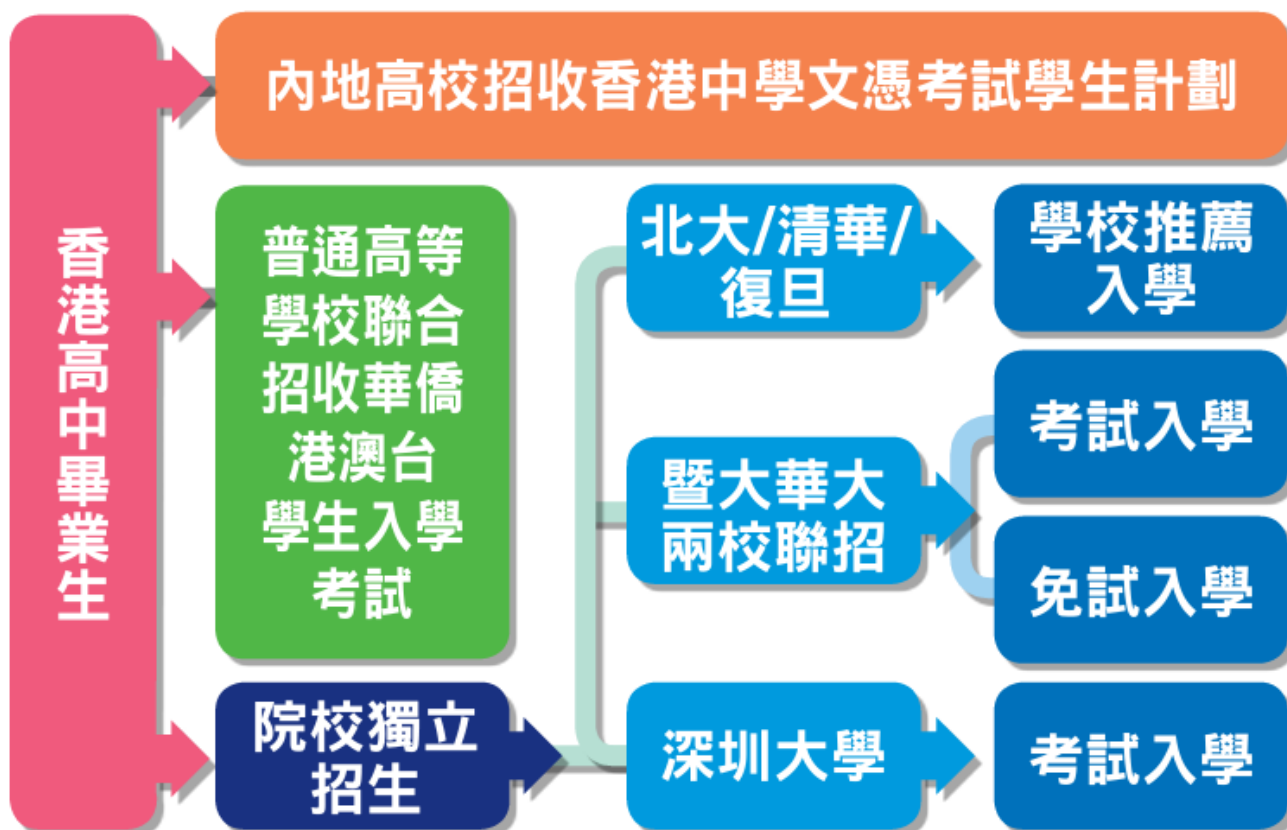 香港高中畢業生
內地高校招收香港中學文憑考試學生計劃
普通高等
學校聯合
招收華僑
港澳台
學生入學
考試
院校獨立
招生
北大/清華/
復旦
學校推薦
入學
暨大華大
兩校聯招
考試入學
免試入學
深圳大學
考試入學